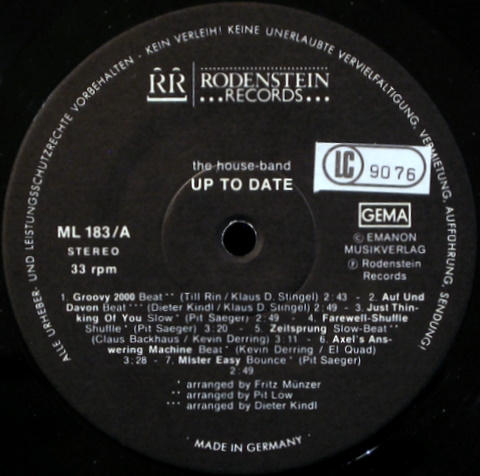 ALLE URHEBER- UND LEISTUNGSSCHUTZRECHTE VORBEHALTEN - KEIN VERLEIH! KEINE UNERLAUBTE VERVIELFÄLTIGUNG, VERMIETUNG, AUFFÜHRUNG, SENDUNG!
RR RODENSTEIN
...RECORDS...
the house-band
UP TO DATE
LC 9076
ML 183/A
STEREO
33 rpm
GEMA
© EMANON
MUSIKVERLAG
℗ Rodenstein
Records
1. Groovy 2000 Beat** (Till Rin / Klaus D. Stingel) 2:43 - 2. Auf Und
Davon Beat*** (Dieter Kindl / Klaus D. Stingel) 2:49 - 3. Just Thin-
king Of You Slow* (Pit Saeger) 2:49 - 4. Farewell-Shuffle
Shuffle* (Pit Saeger) 3:20 - 5. Zeitsprung Slow-Beat**
(Claus Backhaus / Kevin Derring) 3:11 - 6. Axel's Ans-
wering Machine Beat* (Kevin Derring / El Quad)
3:28 - 7. Mister Easy Bounce* (Pit Saeger)
2:49
* arranged by Fritz Münzer
** arranged by Pit Low
*** arranged by Dieter Kindl
· MADE IN GERMANY ·